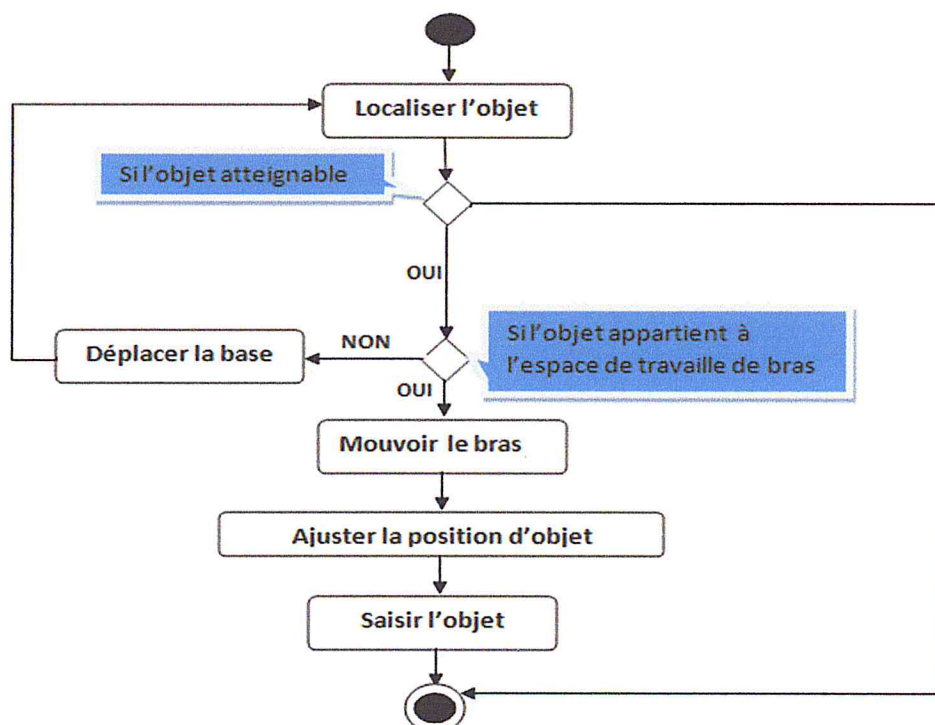 Localiser l'objet
Si l'objet atteignable
OUI
Si l'objet appartient à
l'espace de travaille de bras
NON
Déplacer la base
OUI
Mouvoir le bras
Ajuster la position d'objet
Saisir l'objet